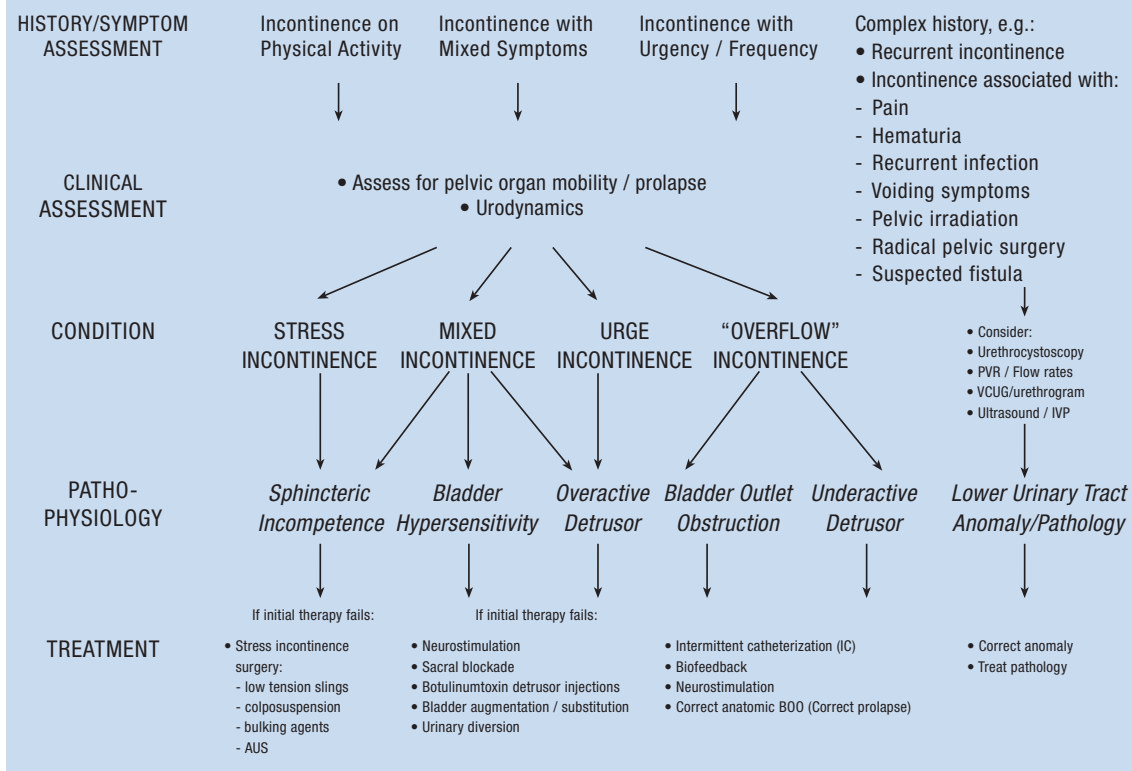 HISTORY/SYMPTOM
ASSESSMENT
Incontinence on
Physical Activity
Incontinence with
Mixed Symptoms
Incontinence with
Urgency / Frequency
Complex history, e.g.:
• Recurrent incontinence
• Incontinence associated with:
- Pain
- Hematuria
- Recurrent infection
- Voiding symptoms
- Pelvic irradiation
- Radical pelvic surgery
- Suspected fistula
CLINICAL
ASSESSMENT
• Assess for pelvic organ mobility / prolapse
• Urodynamics
CONDITION
STRESS
INCONTINENCE
MIXED
INCONTINENCE
URGE
INCONTINENCE
“OVERFLOW”
INCONTINENCE
• Consider:
• Urethrocystoscopy
• PVR / Flow rates
• VCUG/urethrogram
• Ultrasound / IVP
PATHO-
PHYSIOLOGY
Sphincteric
Incompetence
Bladder
Hypersensitivity
Overactive
Detrusor
Bladder Outlet
Obstruction
Underactive
Detrusor
Lower Urinary Tract
Anomaly/Pathology
TREATMENT
If initial therapy fails:
• Stress incontinence
surgery:
- low tension slings
- colposuspension
- bulking agents
- AUS
If initial therapy fails:
• Neurostimulation
• Sacral blockade
• Botulinumtoxin detrusor injections
• Bladder augmentation / substitution
• Urinary diversion
• Intermittent catheterization (IC)
• Biofeedback
• Neurostimulation
• Correct anatomic BOO (Correct prolapse)
• Correct anomaly
• Treat pathology